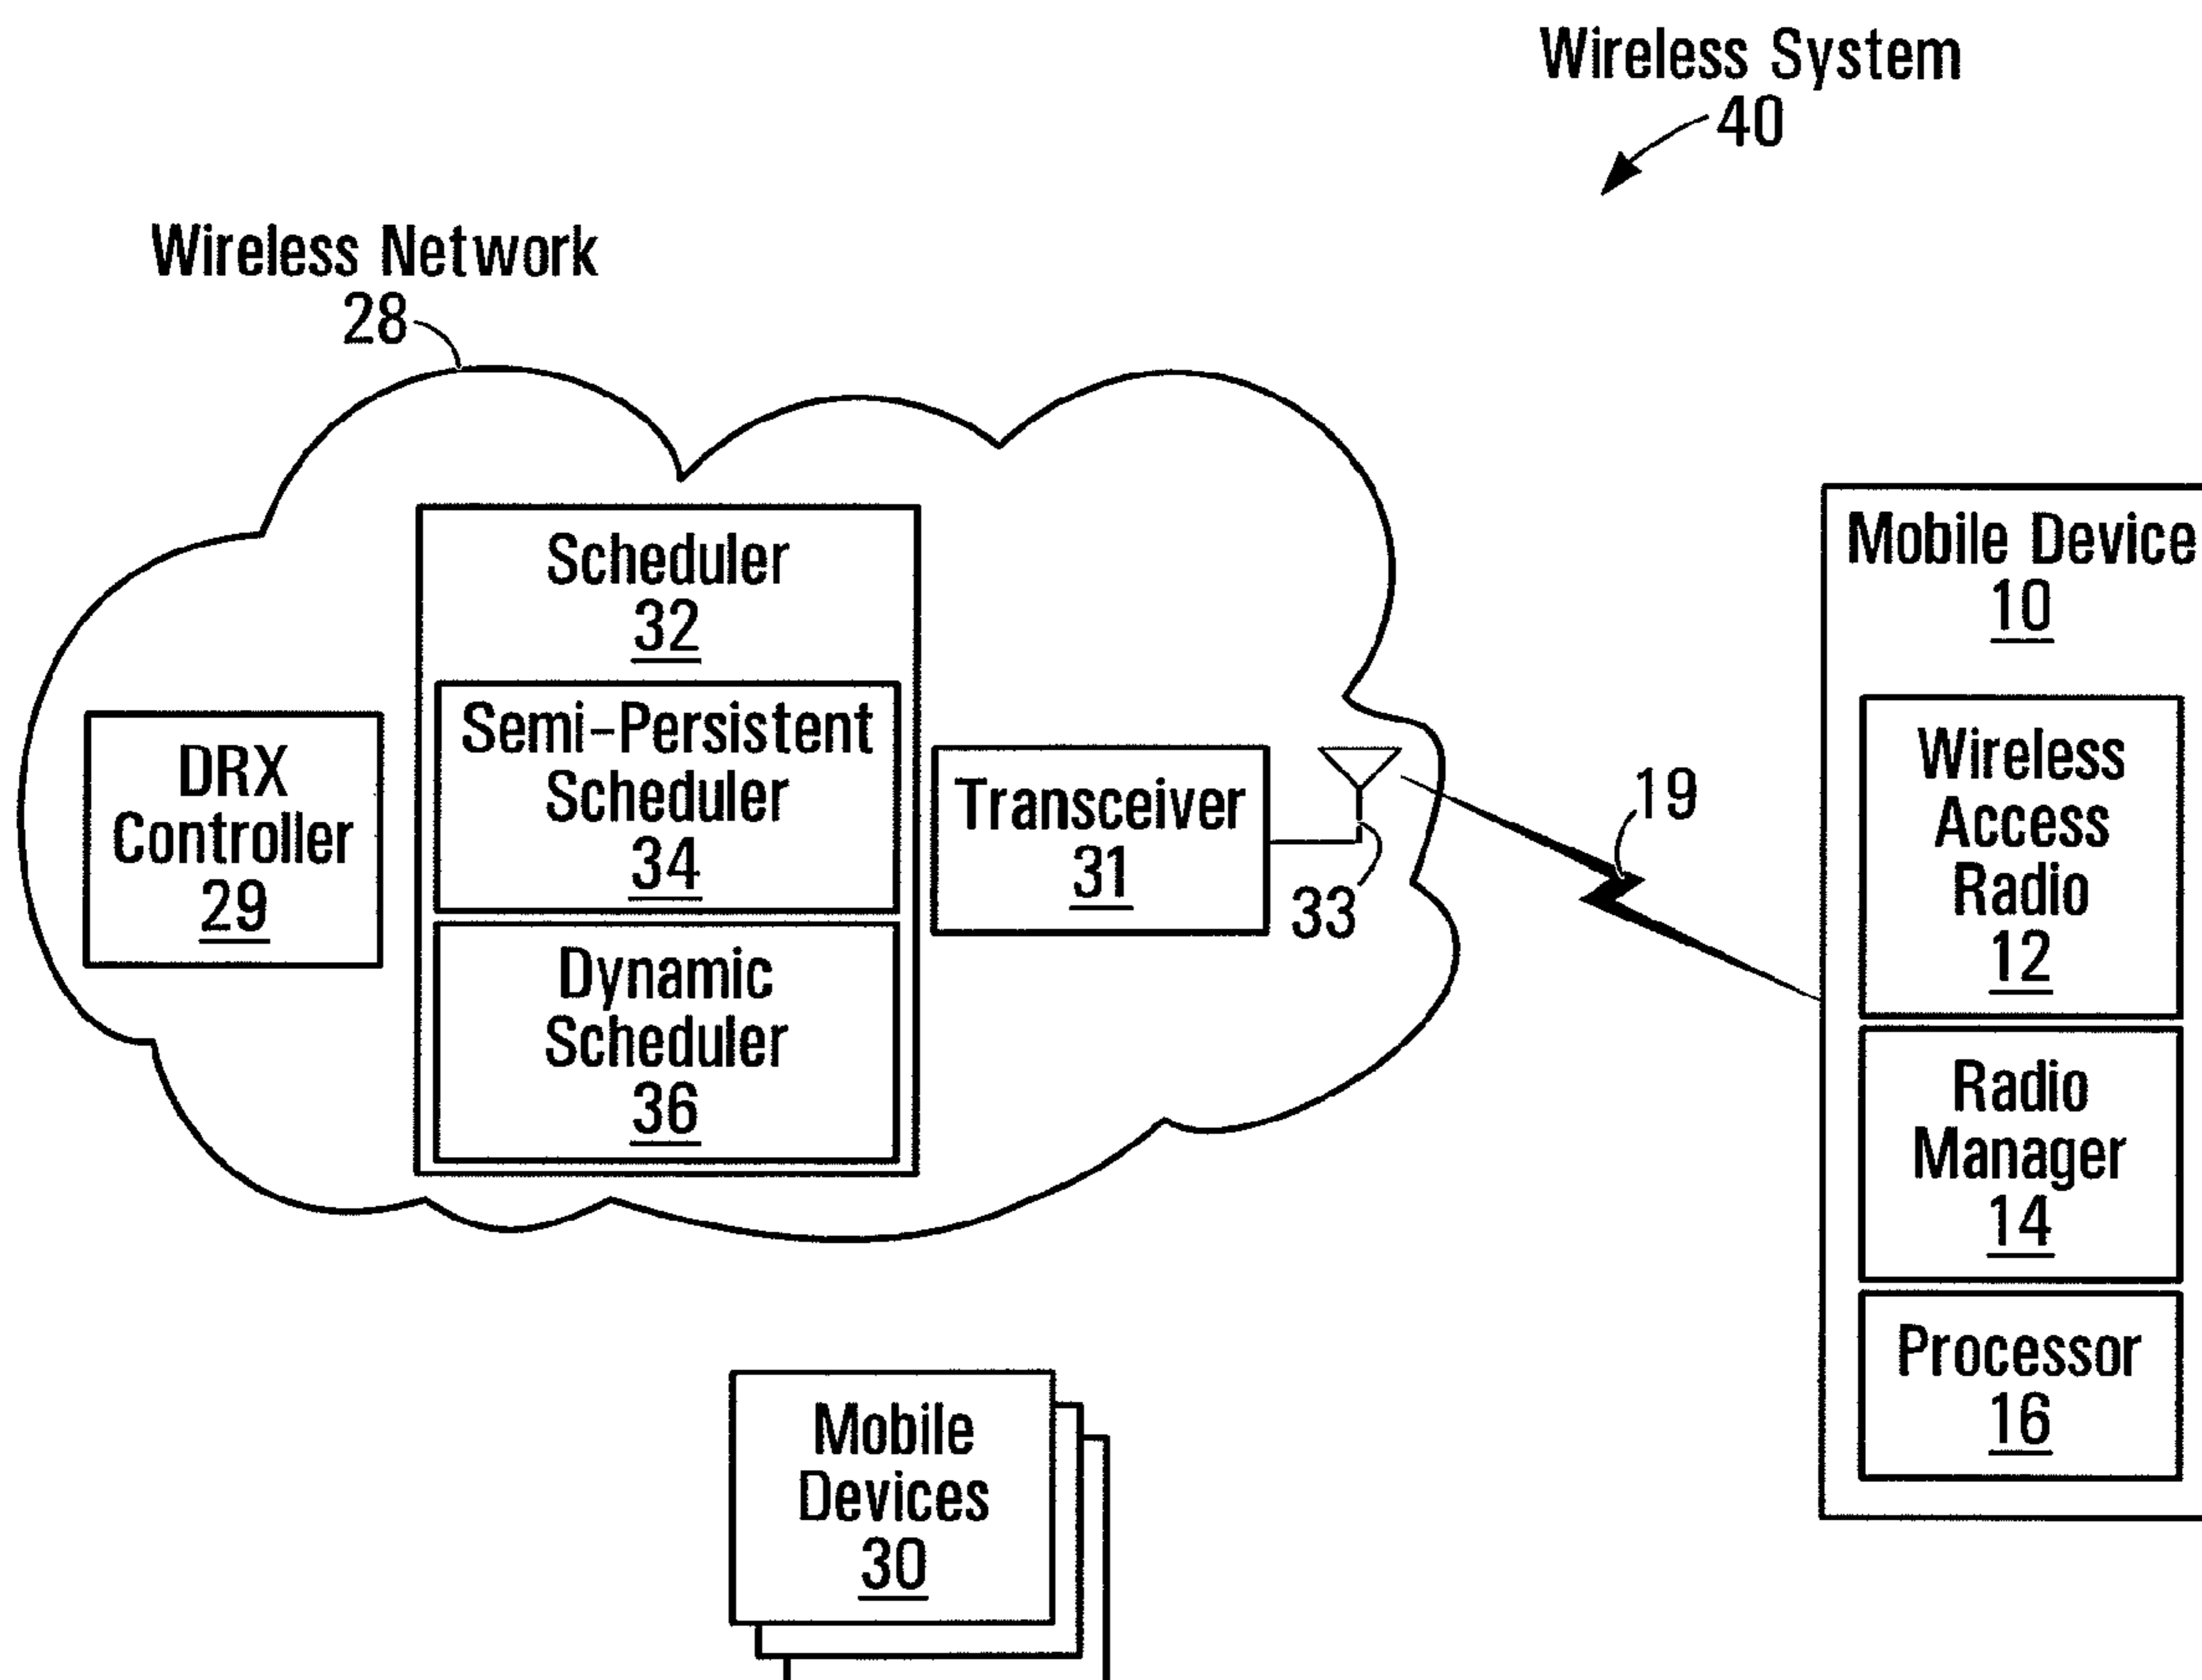 Wireless System
40
Wireless Network
28
Scheduler
32
Semi-Persistent
Scheduler
34
Dynamic
Scheduler
36
DRX
Controller
29
Transceiver
31
33
19
Mobile Device
10
Wireless
Access
Radio
12
Radio
Manager
14
Processor
16
Mobile
Devices
30